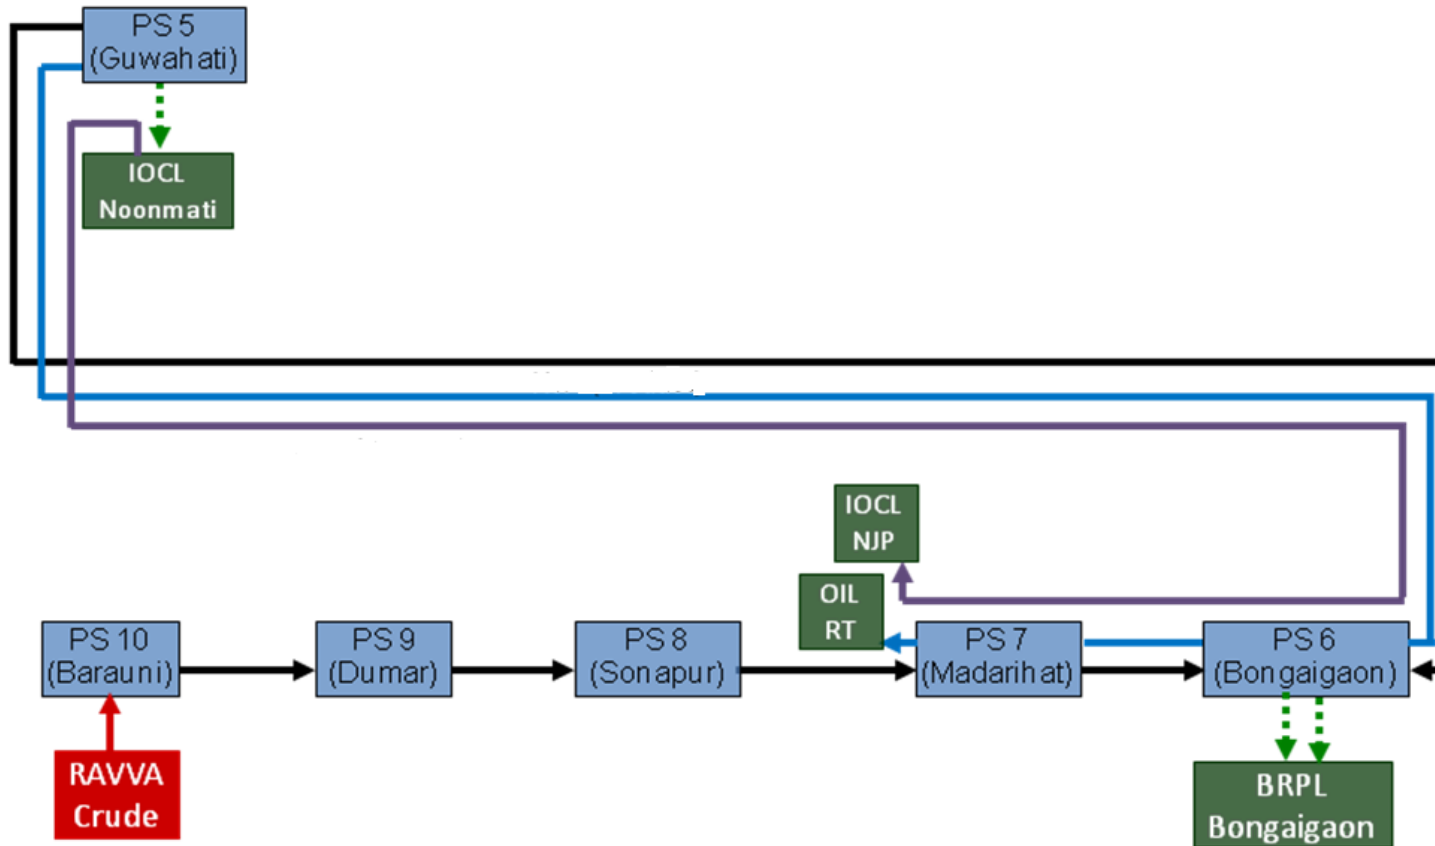 PS 5
(Guwahati)
IOCL
Noonmati
IOCL
NJP
OIL
RT
PS 10
(Barauni)
PS 9
(Dumar)
PS 8
(Sonapur)
PS 7
(Madarihat)
PS 6
(Bongaigaon)
RAVVA
Crude
BRPL
Bongaigaon